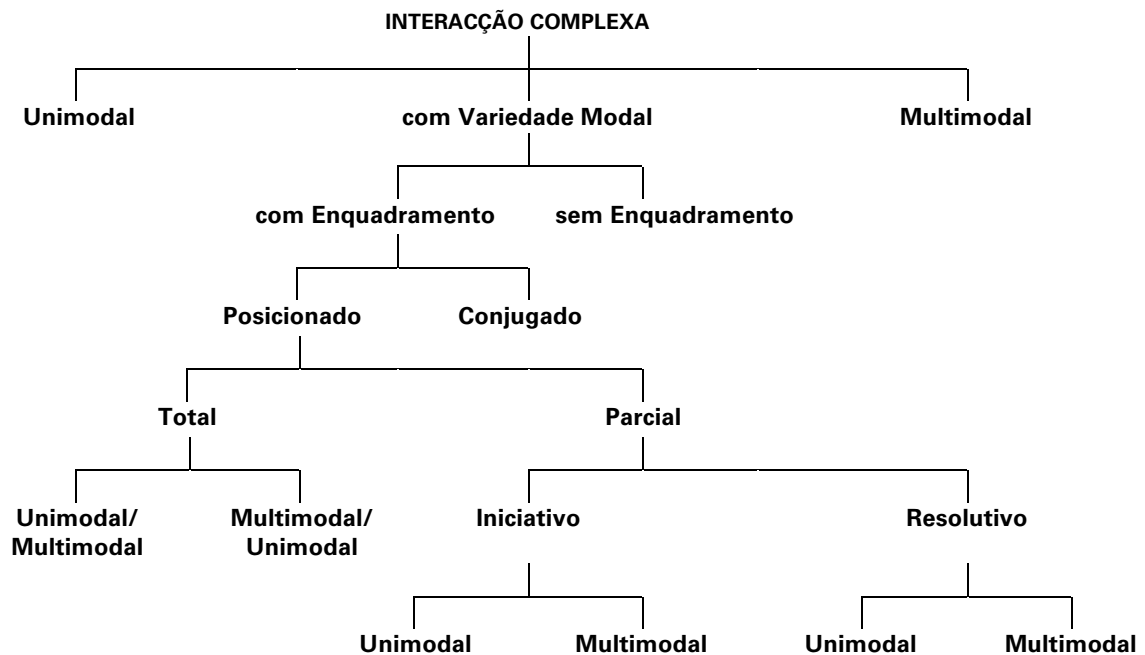 INTERACÇÃO COMPLEXA
Unimodal
com Variedade Modal
Multimodal
com Enquadramento
sem Enquadramento
Posicionado
Conjugado
Total
Parcial
Unimodal/
Multimodal
Multimodal/
Unimodal
Iniciativo
Resolutivo
Unimodal
Multimodal
Unimodal
Multimodal